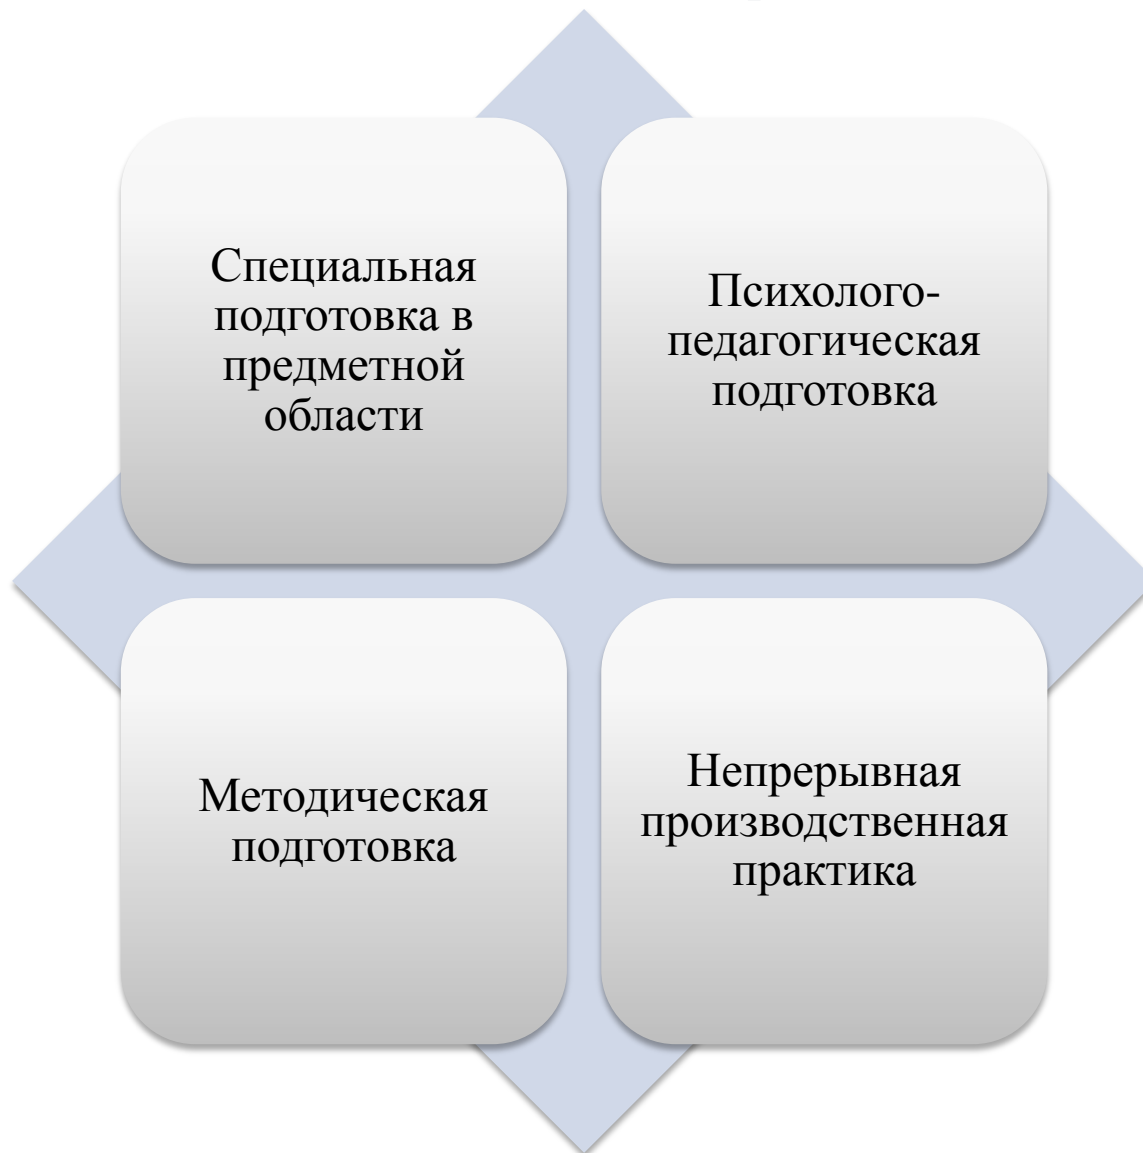 Специальная
подготовка в
предметной
области
Психолого-
педагогическая
подготовка
Методическая
подготовка
Непрерывная
производственная
практика